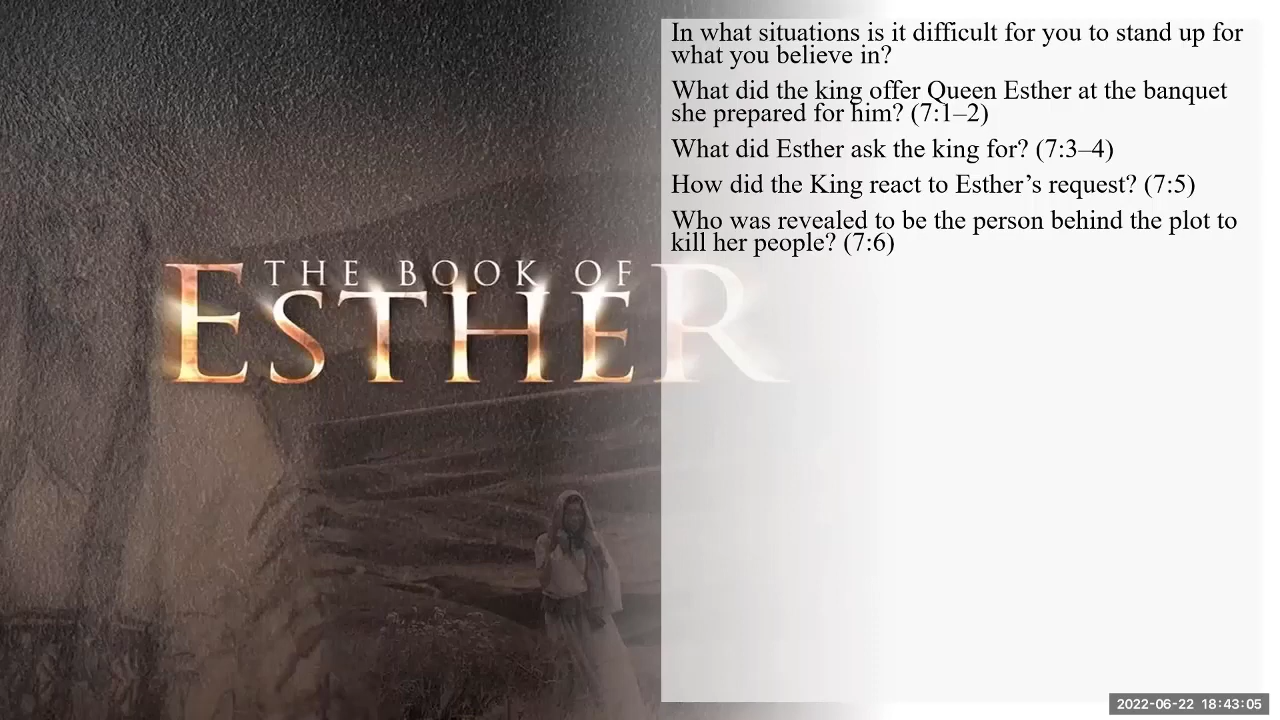 In what situations is it difficult for you to stand up for
what you believe in?
What did the king offer Queen Esther at the banquet
she prepared for him? (7:1–2)
What did Esther ask the king for? (7:3–4)
How did the King react to Esther’s request? (7:5)
Who was revealed to be the person behind the plot to
kill her people? (7:6)
THE BOOK OF
ESTHER
2022-06-22 18:43:05